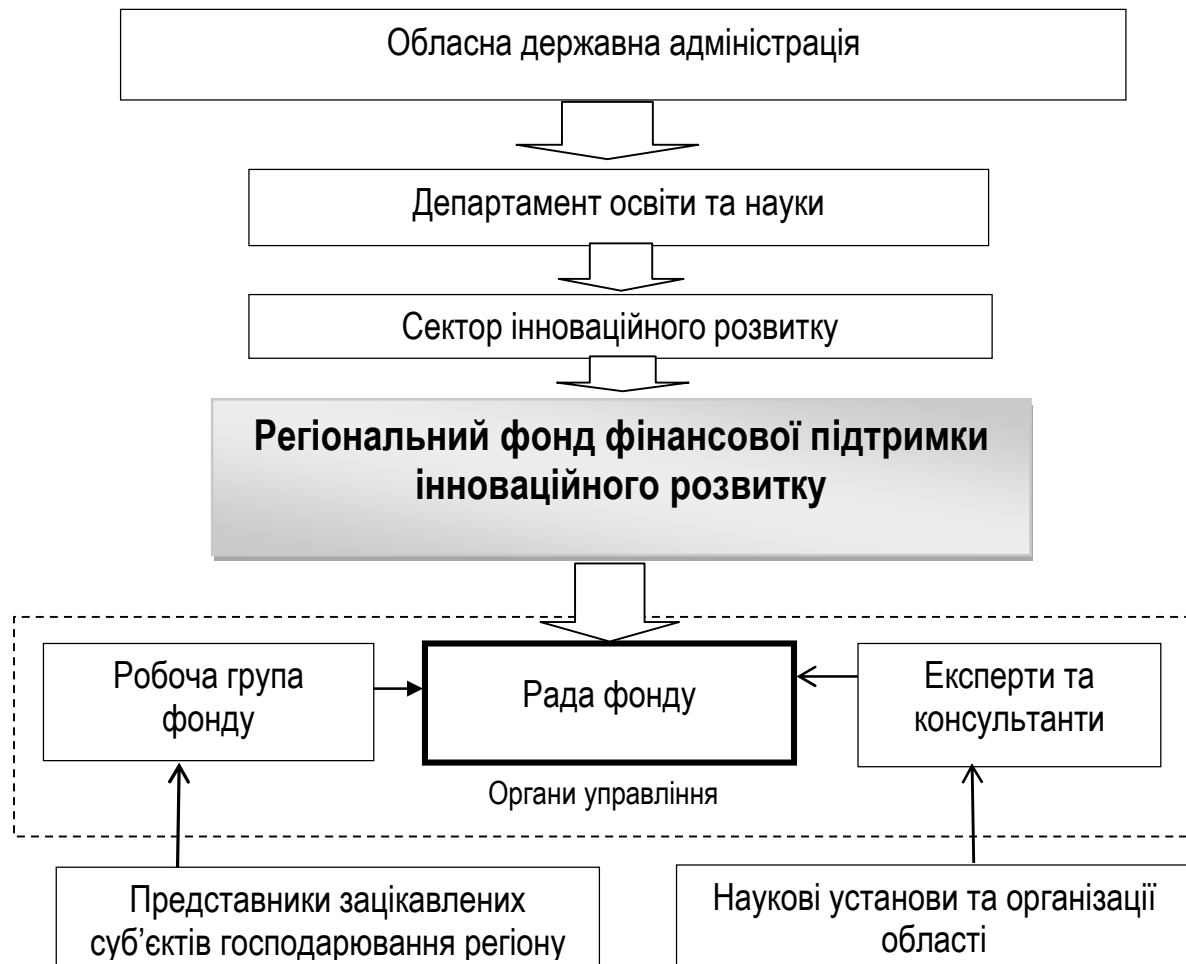 Обласна державна адміністрація
Департамент освіти та науки
Сектор інноваційного розвитку
Регіональний фонд фінансової підтримки
інноваційного розвитку
Робоча група
фонду
Рада фонду
Експерти та
консультанти
Органи управління
Представники зацікавлених
суб’єктів господарювання регіону
Наукові установи та організації
області